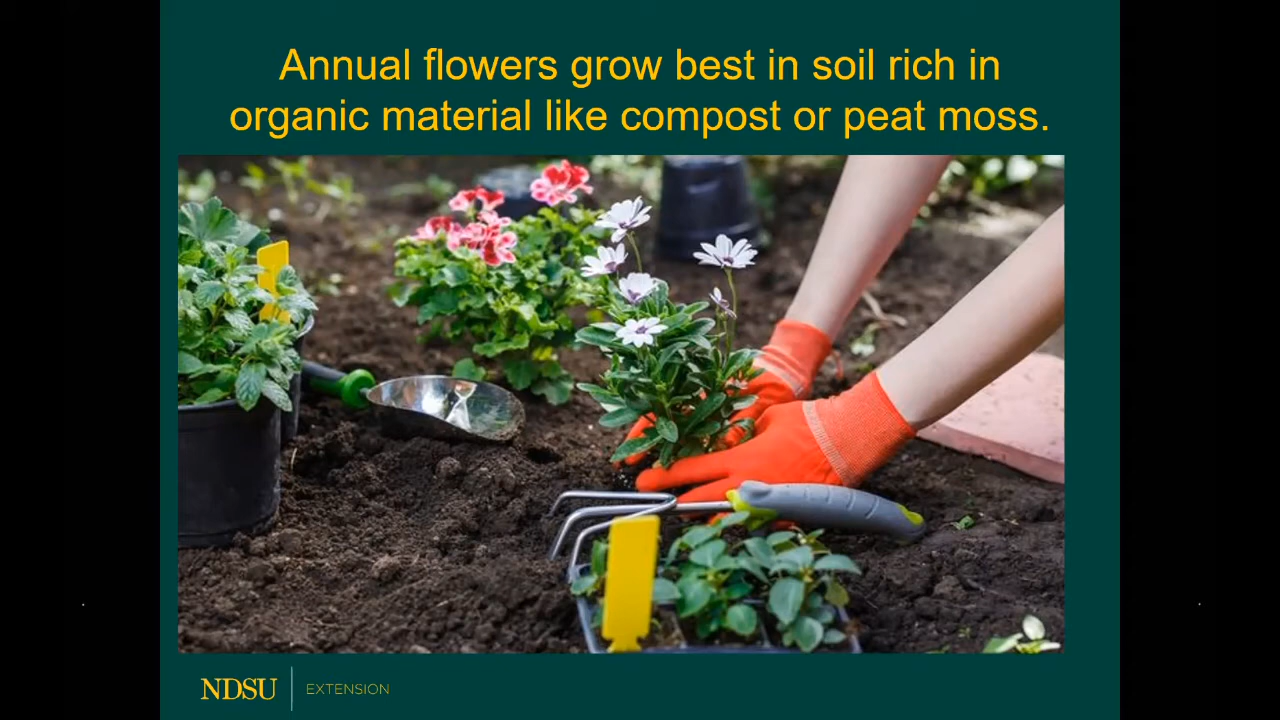 Annual flowers grow best in soil rich in
organic material like compost or peat moss.
NDSU EXTENSION